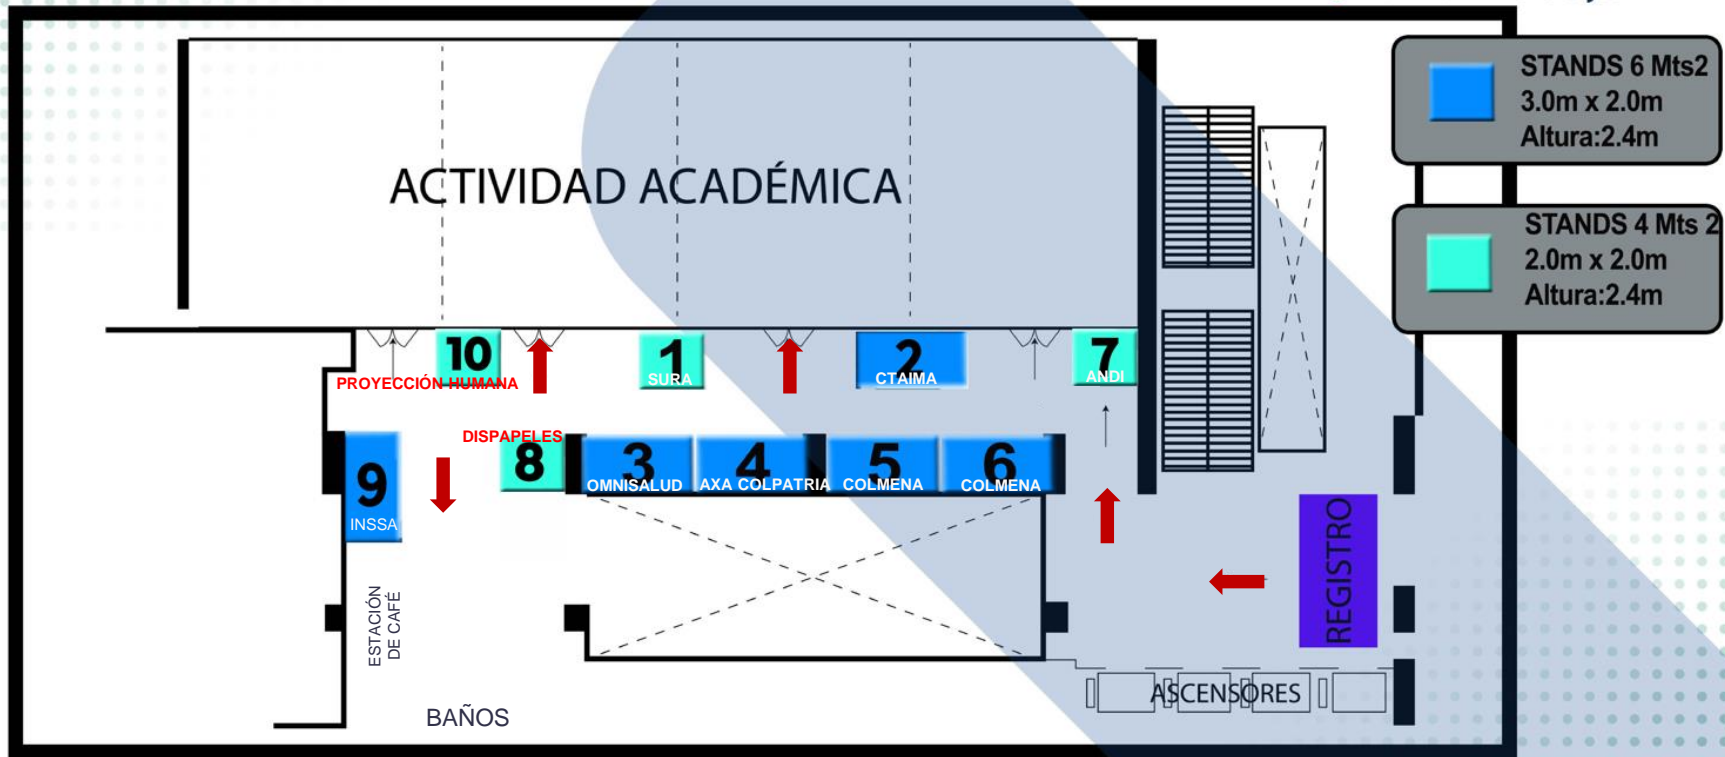 STANDS 6 Mts2
3.0m x 2.0m
Altura:2.4m
ACTIVIDAD ACADÉMICA
STANDS 4 Mts 2
2.0m x 2.0m
Altura:2.4m
10
PROYECCIÓN HUMANA
1
SURA
2
CTAIMA
7
ANDI
DISPAPELES
8
3
OMNISALUD
4
AXA COLPATRIA
5
COLMENA
6
COLMENA
9
INSSA
REGISTRO
ESTACIÓN
DE CAFÉ
ASCENSORES
BAÑOS